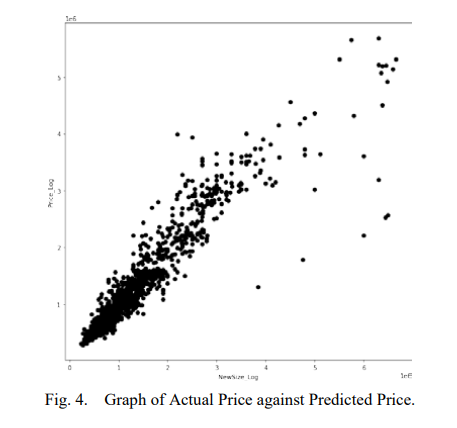 1e6
5
4
3
2
1
Price_Log
0 1 2 3 4 5 6
NewSize_Log
1e6
Fig. 4. Graph of Actual Price against Predicted Price.